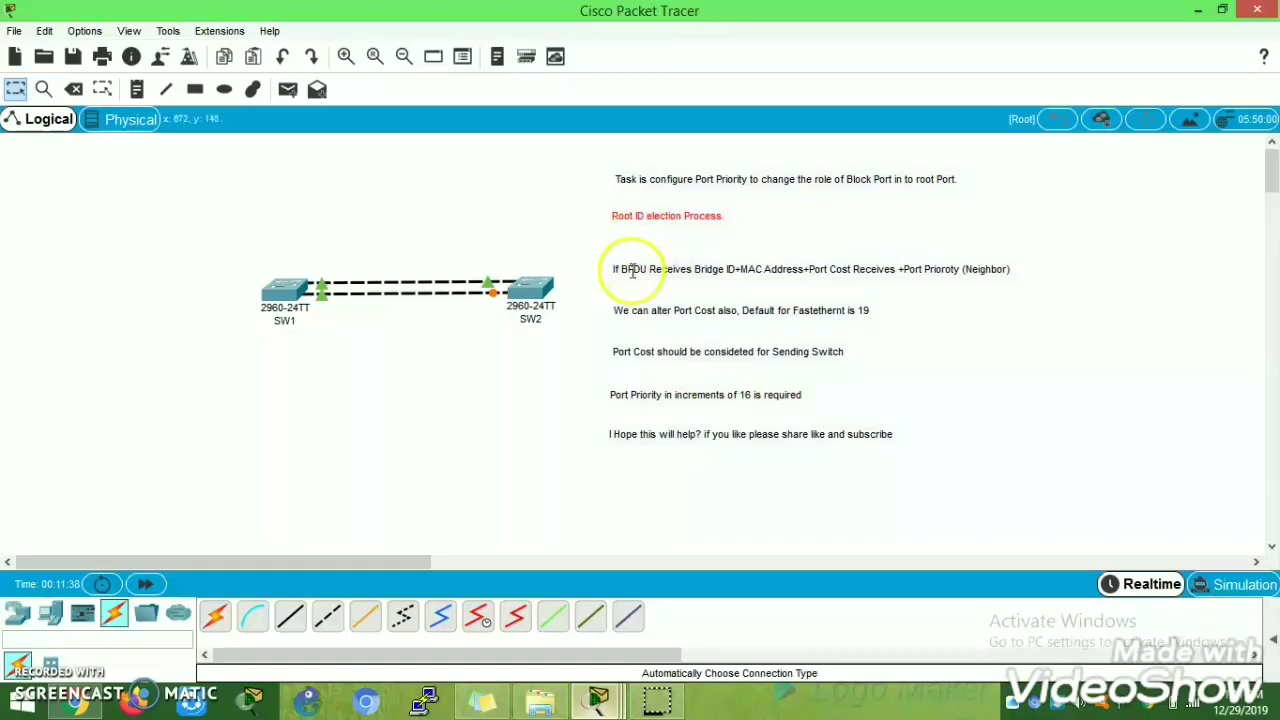 Cisco Packet Tracer
File Edit Options View Tools Extensions Help
?
Logical Physical x: 872, y: 148 [Root] 05:50:00
Task is configure Port Priority to change the role of Block Port in to root Port.
Root ID election Process.
If BPDU Receives Bridge ID+MAC Address+Port Cost Receives +Port Prioroty (Neighbor)
2960-24TT
SW1
2960-24TT
SW2
We can alter Port Cost also, Default for Fastethernt is 19
Port Cost should be consideted for Sending Switch
Port Priority in increments of 16 is required
I Hope this will help? if you like please share like and subscribe
Time: 00:11:38 Realtime Simulation
Activate Windows
Go to PC settings to activate Windows.
Made with
VideoShow
RECORDED WITH
SCREENCAST MATIC
Automatically Choose Connection Type
12/29/2019